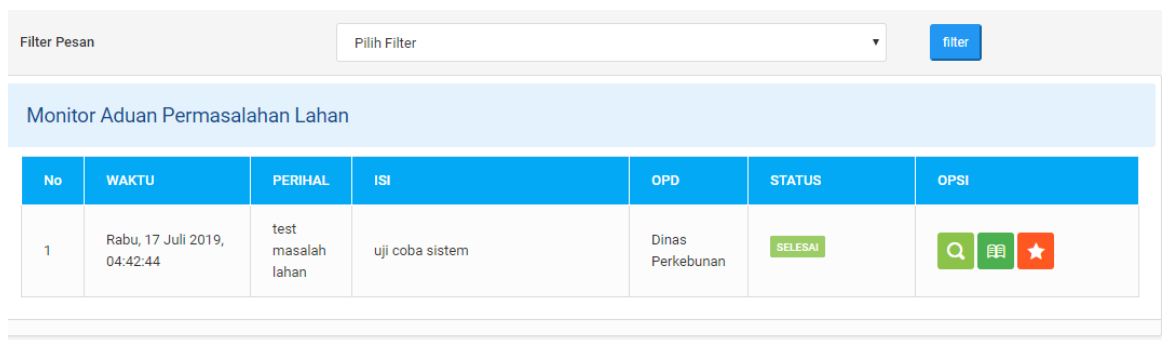 Filter Pesan
Pilih Filter
filter
Monitor Aduan Permasalahan Lahan
No WAKTU PERIHAL ISI OPD STATUS OPSI
1
Rabu, 17 Juli 2019,
04:42:44
test
masalah
lahan
uji coba sistem
Dinas
Perkebunan
SELESAI